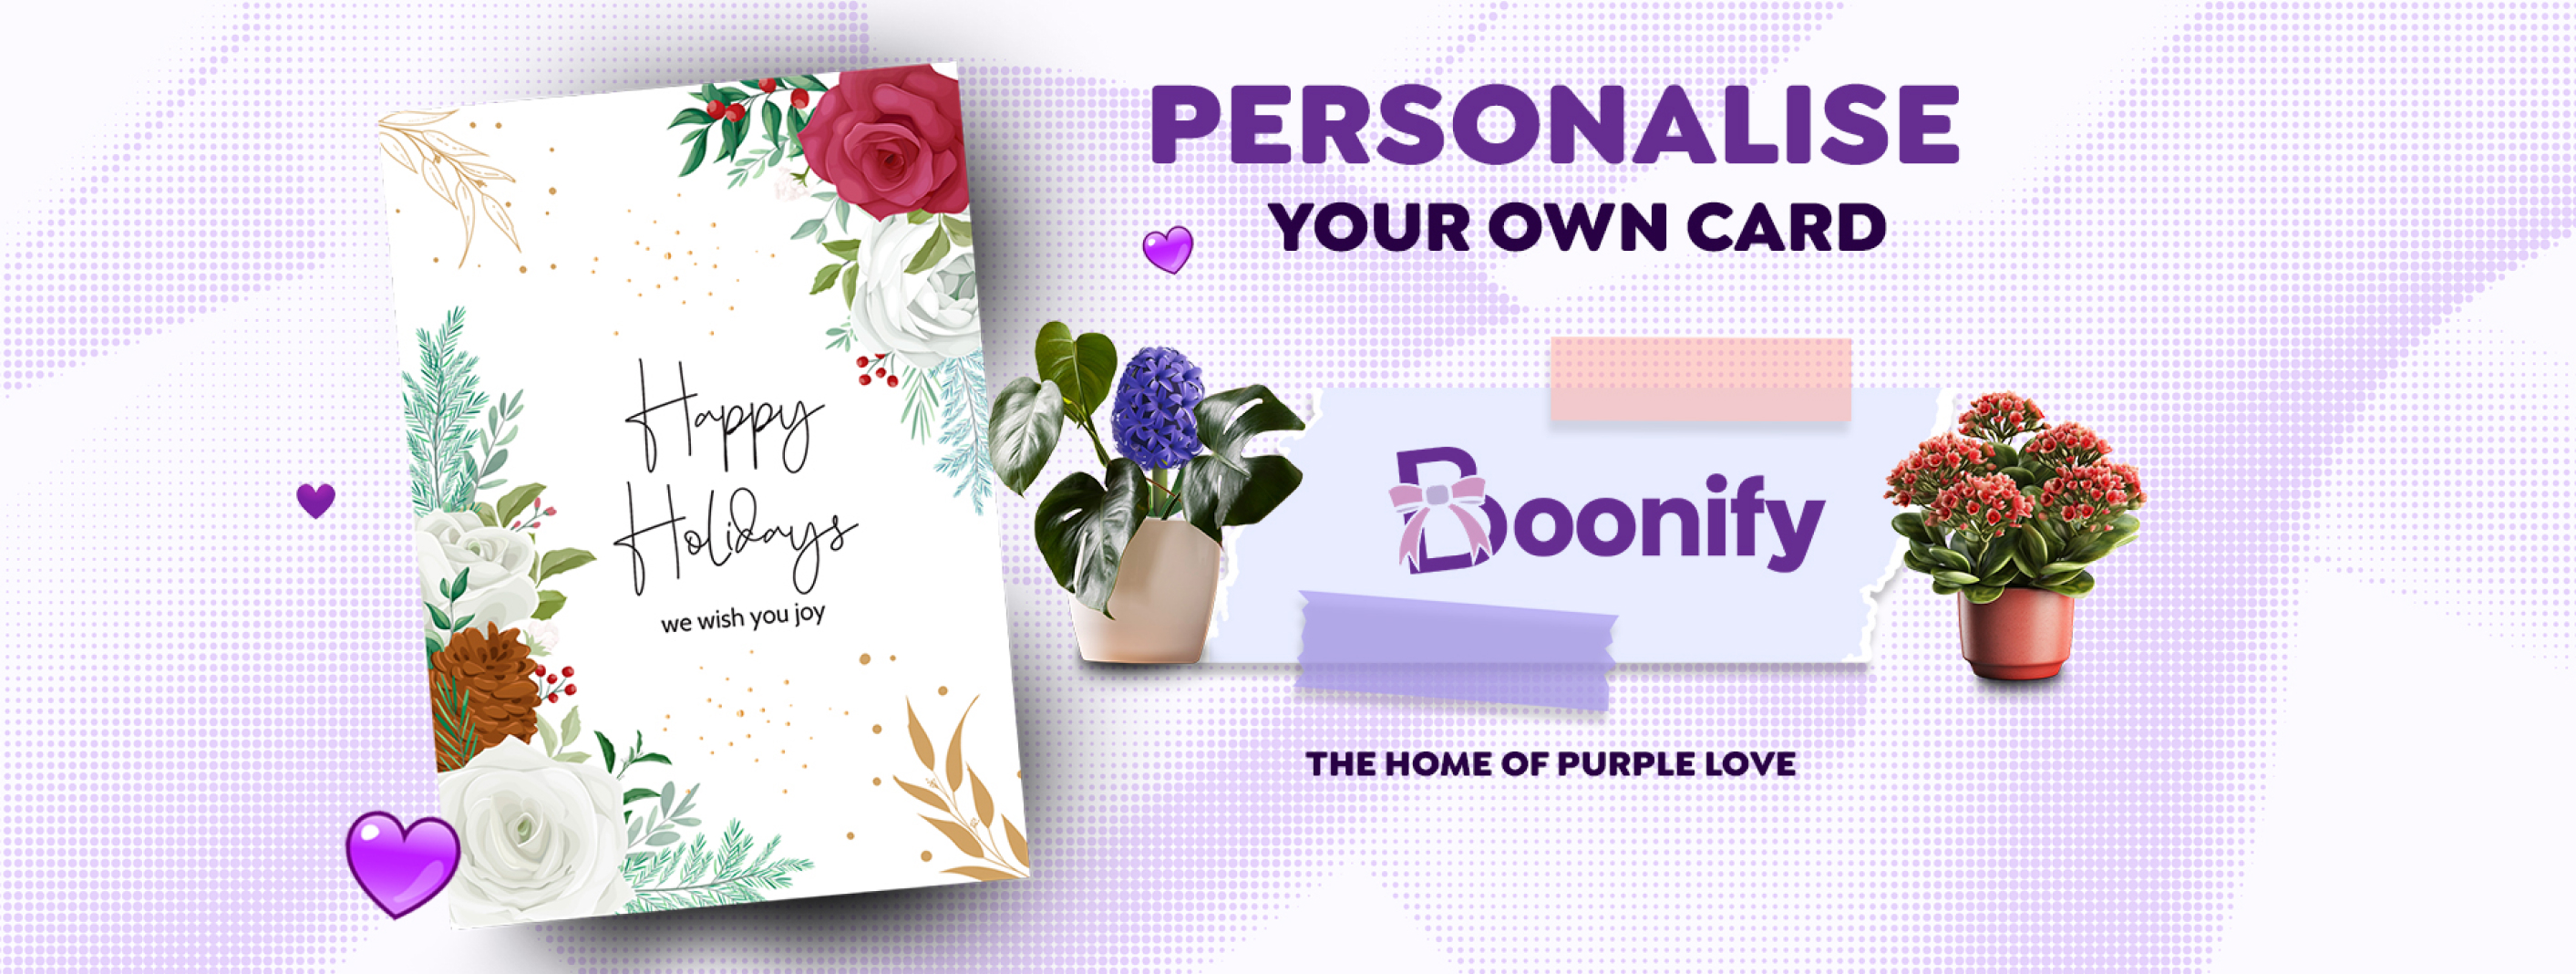 PERSONALISE
YOUR OWN CARD
Happy
Holidays
we wish you joy
Boonify
THE HOME OF PURPLE LOVE